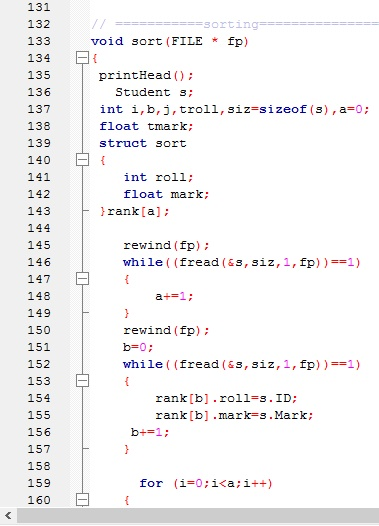 131
132 // ============sorting================
133 void sort(FILE * fp)
134 {
135 printHead();
136 Student s;
137 int i,b,j,troll,siz=sizeof(s),a=0;
138 float tmark;
139 struct sort
140 {
141 int roll;
142 float mark;
143 }rank[a];
144
145 rewind(fp);
146 while((fread(&s,siz,1,fp))==1)
147 {
148 a+=1;
149 }
150 rewind(fp);
151 b=0;
152 while((fread(&s,siz,1,fp))==1)
153 {
154 rank[b].roll=s.ID;
155 rank[b].mark=s.Mark;
156 b+=1;
157 }
158
159 for (i=0;i<a;i++)
160 {